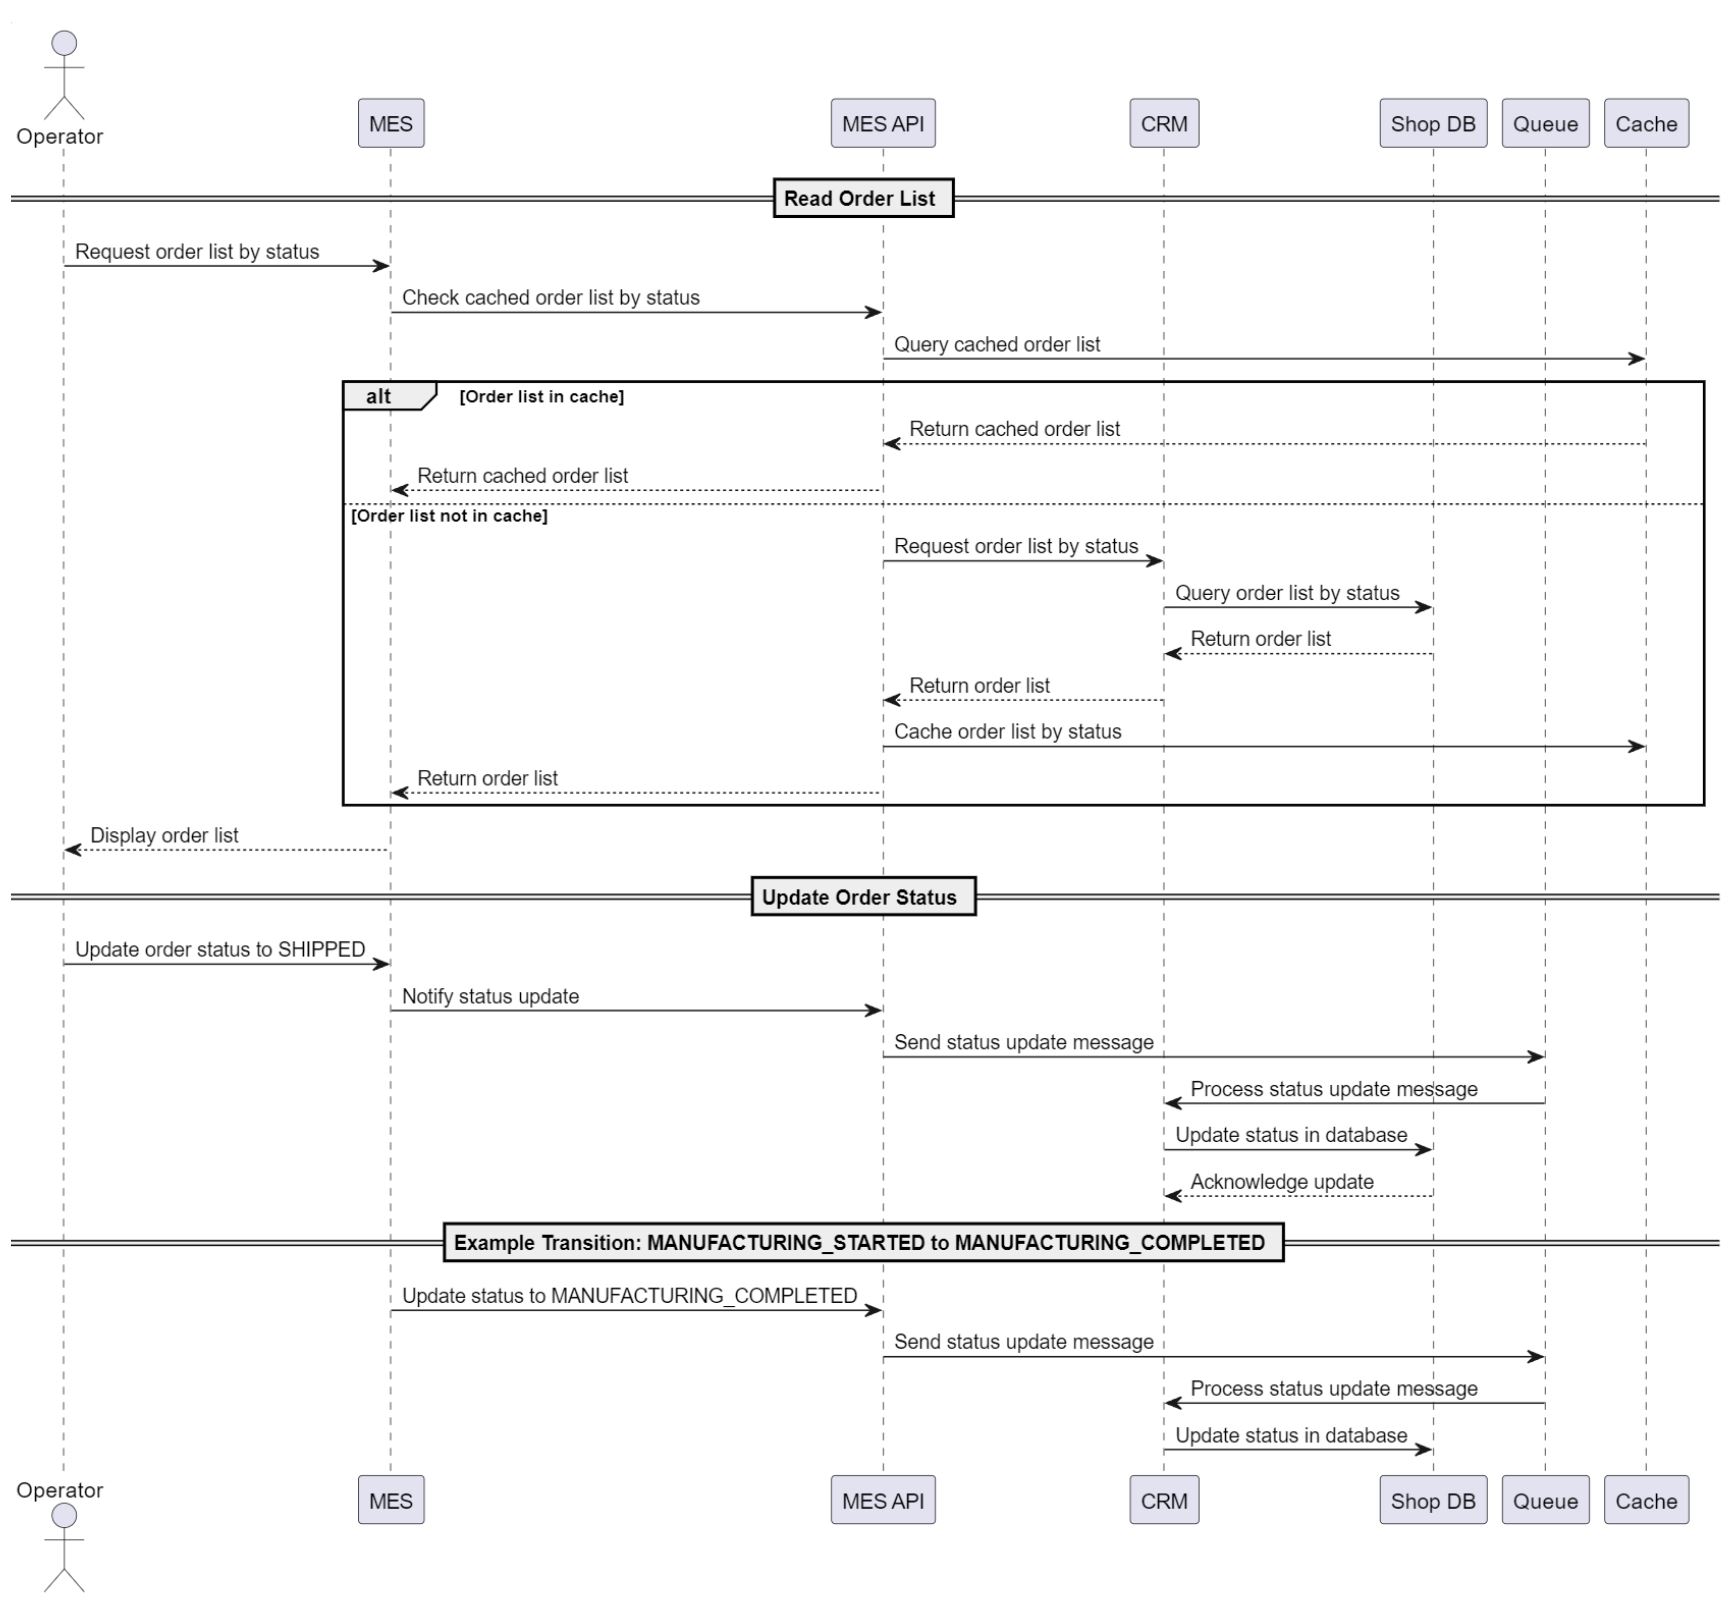 Operator
MES
MES API
CRM
Shop DB
Queue
Cache
Read Order List
Request order list by status
Check cached order list by status
Query cached order list
alt
[Order list in cache]
Return cached order list
Return cached order list
[Order list not in cache]
Request order list by status
Query order list by status
Return order list
Return order list
Cache order list by status
Return order list
Display order list
Update Order Status
Update order status to SHIPPED
Notify status update
Send status update message
Process status update message
Update status in database
Acknowledge update
Example Transition: MANUFACTURING_STARTED to MANUFACTURING_COMPLETED
Update status to MANUFACTURING_COMPLETED
Send status update message
Process status update message
Update status in database
Operator
MES
MES API
CRM
Shop DB
Queue
Cache